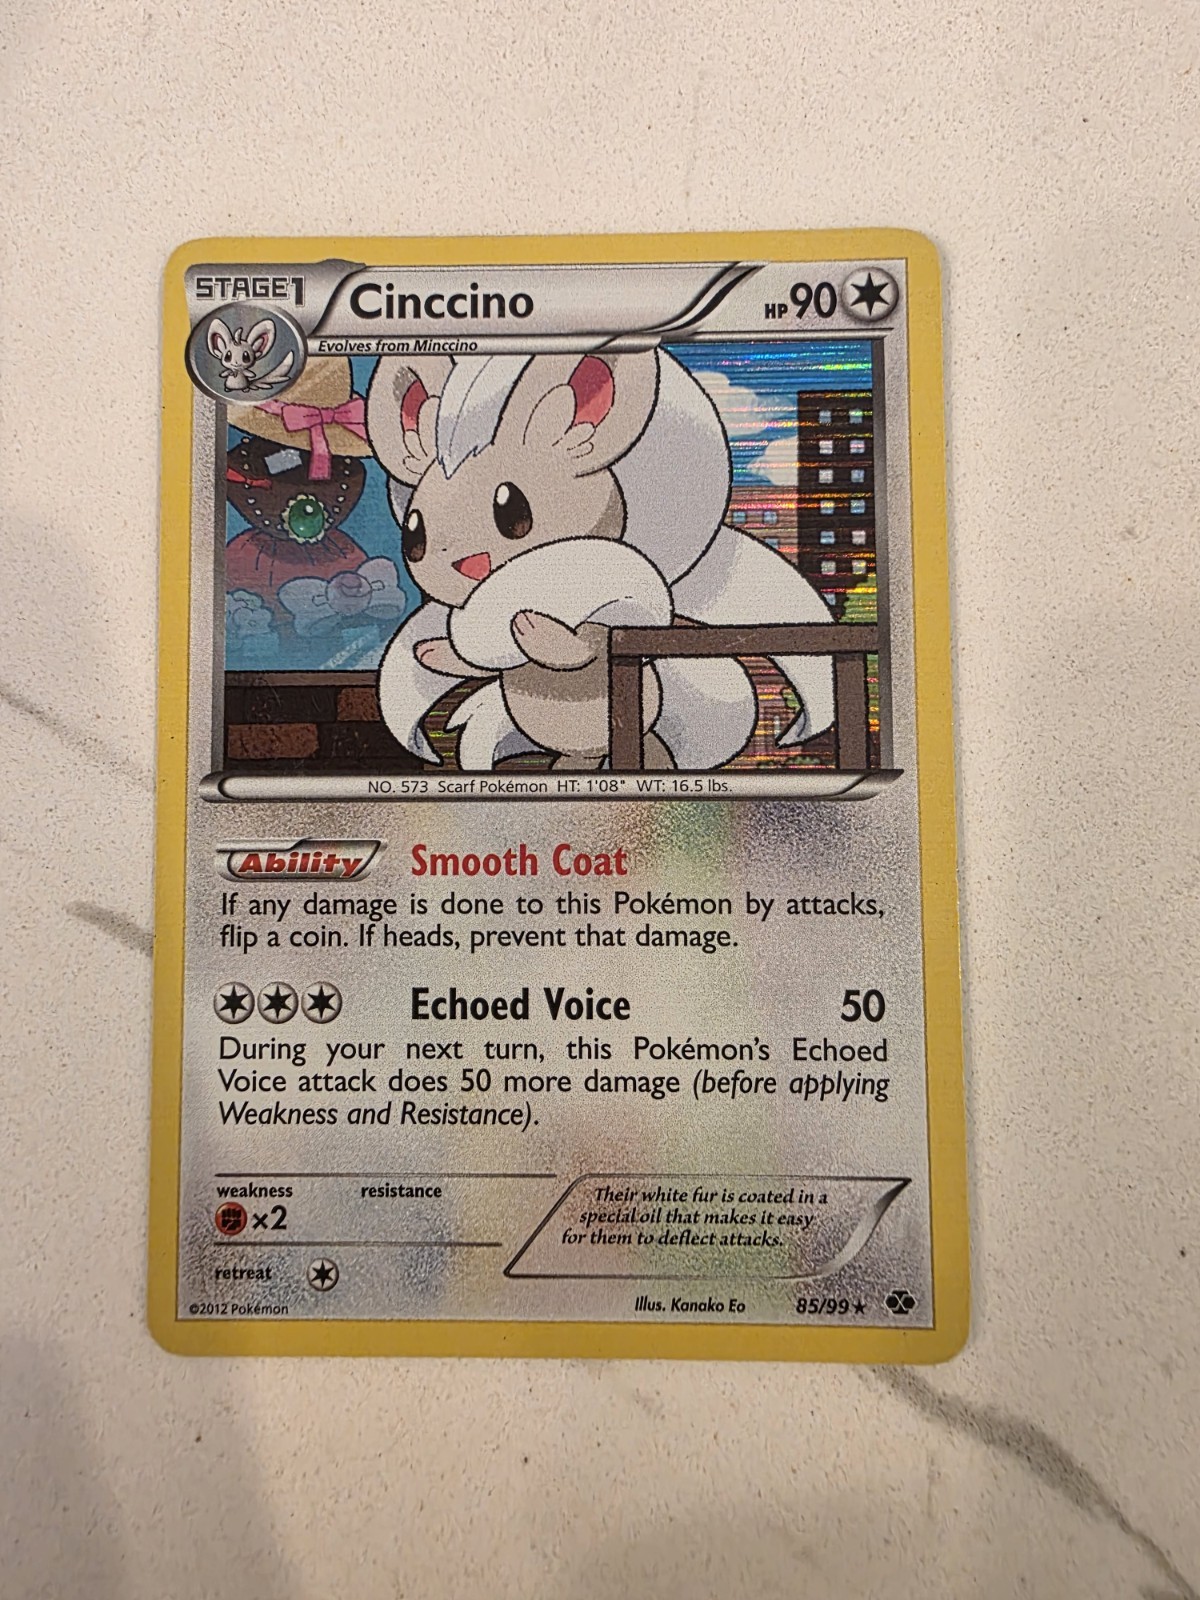 STAGE1
Cinccino
HP90
Evolves from Minccino
NO. 573 Scarf Pokémon HT: 1'08" WT: 16.5 lbs.
Ability Smooth Coat
If any damage is done to this Pokémon by attacks,
flip a coin. If heads, prevent that damage.
Echoed Voice 50
During your next turn, this Pokémon's Echoed
Voice attack does 50 more damage (before applying
Weakness and Resistance).
weakness resistance
×2
Their white fur is coated in a
special oil that makes it easy
for them to deflect attacks.
retreat
©2012 Pokémon
Illus. Kanako Eo
85/99★